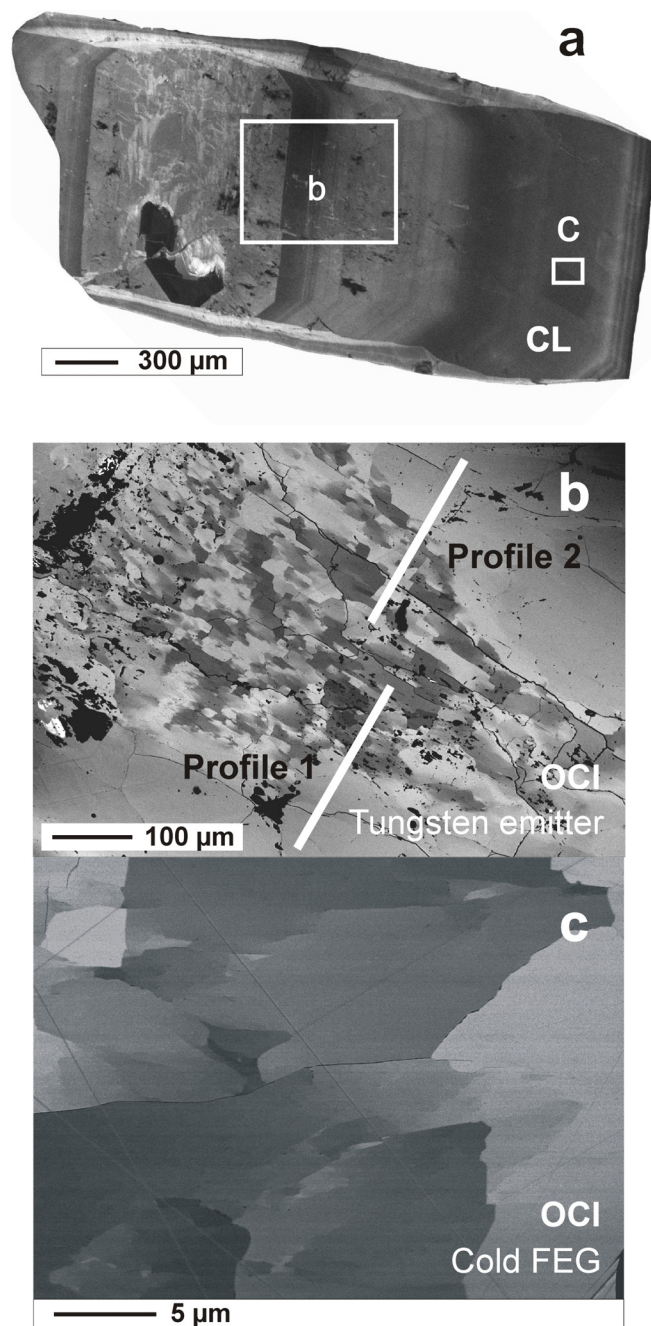 a
b
C
CL
300 µm
b
Profile 2
Profile 1
OCI
Tungsten emitter
100 µm
c
OCI
Cold FEG
5 µm